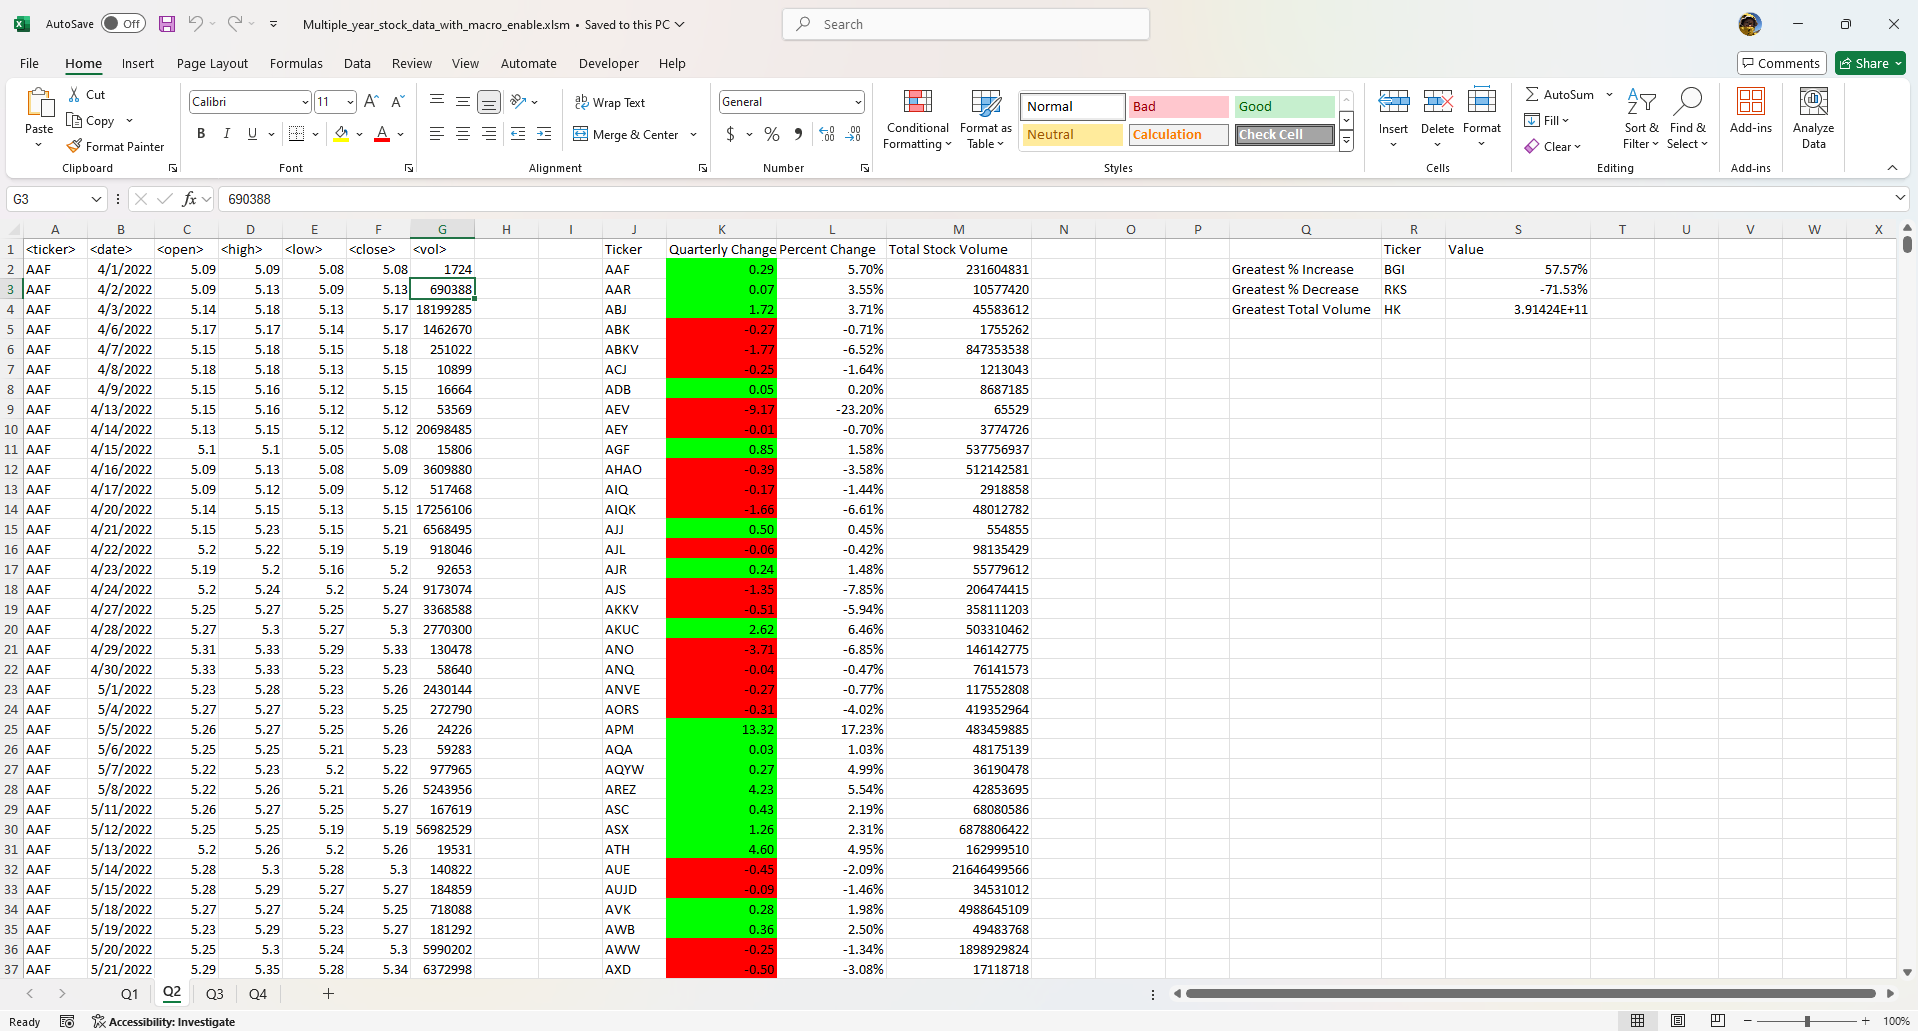 AutoSave Off Multiple_year_stock_data_with_macro_enable.xlsm • Saved to this PC Search
File Home Insert Page Layout Formulas Data Review View Automate Developer Help Comments Share
Paste Cut Copy Format Painter Clipboard
Calibri 11 B I U A A A Font
ab Wrap Text Merge & Center Alignment
General $ % Number
Conditional Formatting Format as Table
Normal Bad Good
Neutral Calculation Check Cell
Styles
Insert Delete Format Cells
AutoSum Fill Clear Sort & Filter Find & Select Editing
Add-ins Add-ins
Analyze Data
G3 fx 690388
A B C D E F G H I J K L M N O P Q R S T U V W X
1 <ticker> <date> <open> <high> <low> <close> <vol> Ticker Quarterly Change Percent Change Total Stock Volume Ticker Value
2 AAF 4/1/2022 5.09 5.09 5.08 5.08 1724 AAF 0.29 5.70% 231604831 Greatest % Increase BGI 57.57%
3 AAF 4/2/2022 5.09 5.13 5.09 5.13 690388 AAR 0.07 3.55% 10577420 Greatest % Decrease RKS -71.53%
4 AAF 4/3/2022 5.14 5.18 5.13 5.17 18199285 ABJ 1.72 3.71% 45583612 Greatest Total Volume HK 3.91424E+11
5 AAF 4/6/2022 5.17 5.17 5.14 5.17 1462670 ABK -0.27 -0.71% 1755262
6 AAF 4/7/2022 5.15 5.18 5.15 5.18 251022 ABKV -1.77 -6.52% 847353538
7 AAF 4/8/2022 5.18 5.18 5.13 5.15 10899 ACJ -0.25 -1.64% 1213043
8 AAF 4/9/2022 5.15 5.16 5.12 5.15 16664 ADB 0.05 0.20% 8687185
9 AAF 4/13/2022 5.15 5.16 5.12 5.12 53569 AEV -9.17 -23.20% 65529
10 AAF 4/14/2022 5.13 5.15 5.12 5.12 20698485 AEY -0.01 -0.70% 3774726
11 AAF 4/15/2022 5.1 5.1 5.05 5.08 15806 AGF 0.85 1.58% 537756937
12 AAF 4/16/2022 5.09 5.13 5.08 5.09 3609880 AHAO -0.39 -3.58% 512142581
13 AAF 4/17/2022 5.09 5.12 5.09 5.12 517468 AIQ -0.17 -1.44% 2918858
14 AAF 4/20/2022 5.14 5.15 5.13 5.15 17256106 AIQK -1.66 -6.61% 48012782
15 AAF 4/21/2022 5.15 5.23 5.15 5.21 6568495 AJJ 0.50 0.45% 554855
16 AAF 4/22/2022 5.2 5.22 5.19 5.19 918046 AJL -0.06 -0.42% 98135429
17 AAF 4/23/2022 5.19 5.2 5.16 5.2 92653 AJR 0.24 1.48% 55779612
18 AAF 4/24/2022 5.2 5.24 5.2 5.24 9173074 AJS -1.35 -7.85% 206474415
19 AAF 4/27/2022 5.25 5.27 5.25 5.27 3368588 AKKV -0.51 -5.94% 358111203
20 AAF 4/28/2022 5.27 5.3 5.27 5.3 2770300 AKUC 2.62 6.46% 503310462
21 AAF 4/29/2022 5.31 5.33 5.29 5.33 130478 ANO -3.71 -6.85% 146142775
22 AAF 4/30/2022 5.33 5.33 5.23 5.23 58640 ANQ -0.04 -0.47% 76141573
23 AAF 5/1/2022 5.23 5.28 5.23 5.26 2430144 ANVE -0.27 -0.77% 117552808
24 AAF 5/4/2022 5.27 5.27 5.23 5.25 272790 AORS -0.31 -4.02% 419352964
25 AAF 5/5/2022 5.26 5.27 5.25 5.26 24226 APM 13.32 17.23% 483459885
26 AAF 5/6/2022 5.25 5.25 5.21 5.23 59283 AQA 0.03 1.03% 48175139
27 AAF 5/7/2022 5.22 5.23 5.2 5.22 977965 AQYW 0.27 4.99% 36190478
28 AAF 5/8/2022 5.22 5.26 5.21 5.26 5243956 AREZ 4.23 5.54% 42853695
29 AAF 5/11/2022 5.26 5.27 5.25 5.27 167619 ASC 0.43 2.19% 68080586
30 AAF 5/12/2022 5.25 5.25 5.19 5.19 56982529 ASX 1.26 2.31% 6878806422
31 AAF 5/13/2022 5.2 5.26 5.2 5.26 19531 ATH 4.60 4.95% 162999510
32 AAF 5/14/2022 5.28 5.3 5.28 5.3 140822 AUE -0.45 -2.09% 21646499566
33 AAF 5/15/2022 5.28 5.29 5.27 5.27 184859 AUJD -0.09 -1.46% 34531012
34 AAF 5/18/2022 5.27 5.27 5.24 5.25 718088 AVK 0.28 1.98% 4988645109
35 AAF 5/19/2022 5.23 5.29 5.23 5.27 181292 AWB 0.36 2.50% 49483768
36 AAF 5/20/2022 5.25 5.3 5.24 5.3 5990202 AWW -0.25 -1.34% 1898929824
37 AAF 5/21/2022 5.29 5.35 5.28 5.34 6372998 AXD -0.50 -3.08% 17118718
Q1 Q2 Q3 Q4
Ready Accessibility: Investigate 100%